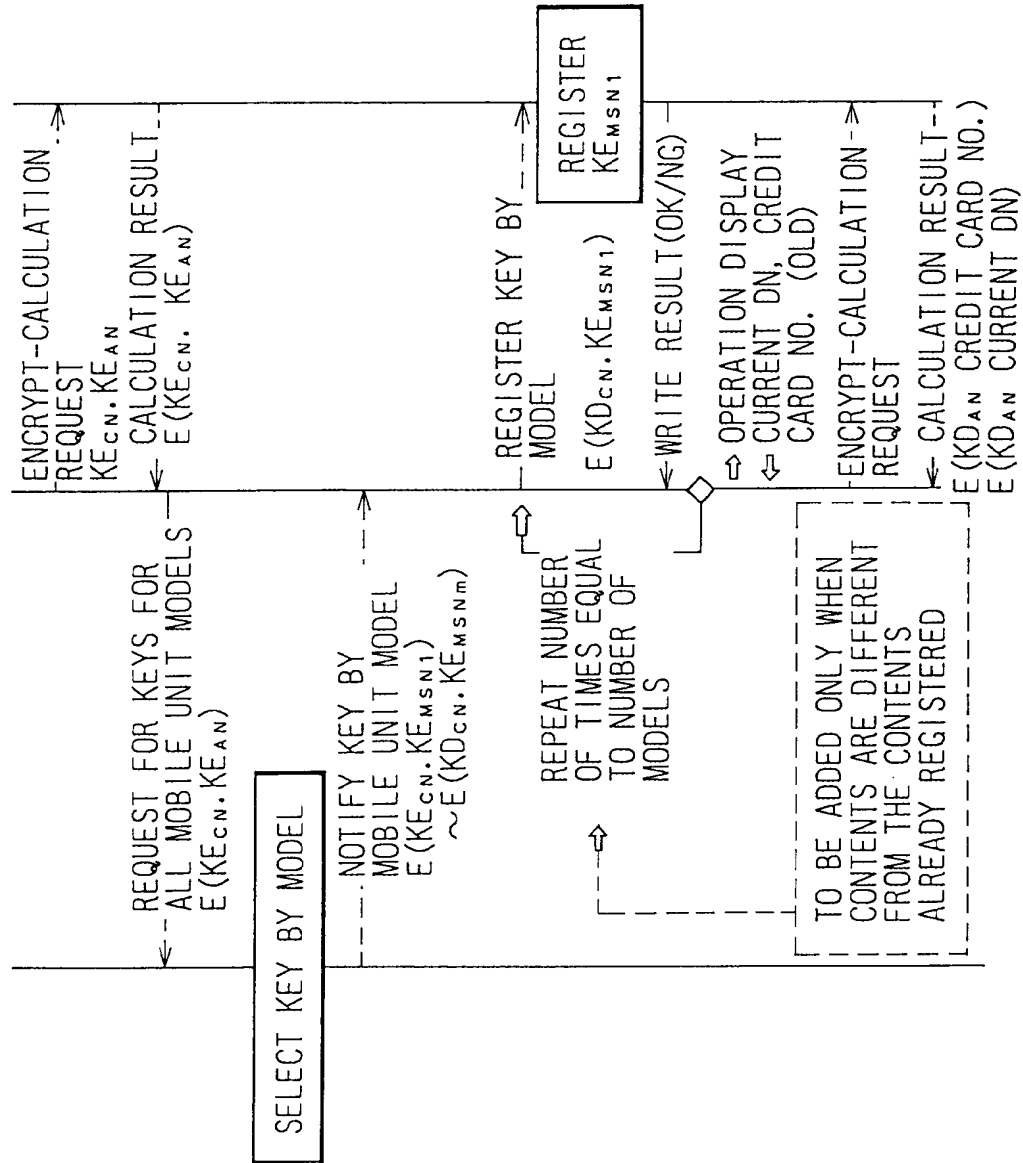 ENCRYPT-CALCULATION
REQUEST
KECN.KEAN
CALCULATION RESULT
E(KECN. KEAN)
REQUEST FOR KEYS FOR
ALL MOBILE UNIT MODELS
E(KECN.KEAN)
SELECT KEY BY MODEL
NOTIFY KEY BY
MOBILE UNIT MODEL
E(KECN.KEMSN1)
~E(KDCN.KEMSNm)
REGISTER KEY BY
MODEL
E(KDCN.KEMSN1)
REGISTER
KEMSN1
REPEAT NUMBER
OF TIMES EQUAL
TO NUMBER OF
MODELS
WRITE RESULT(OK/NG)
OPERATION DISPLAY
CURRENT DN, CREDIT
CARD NO. (OLD)
TO BE ADDED ONLY WHEN
CONTENTS ARE DIFFERENT
FROM THE CONTENTS
ALREADY REGISTERED
ENCRYPT-CALCULATION
REQUEST
CALCULATION RESULT
E(KDAN CREDIT CARD NO.)
E(KDAN CURRENT DN)